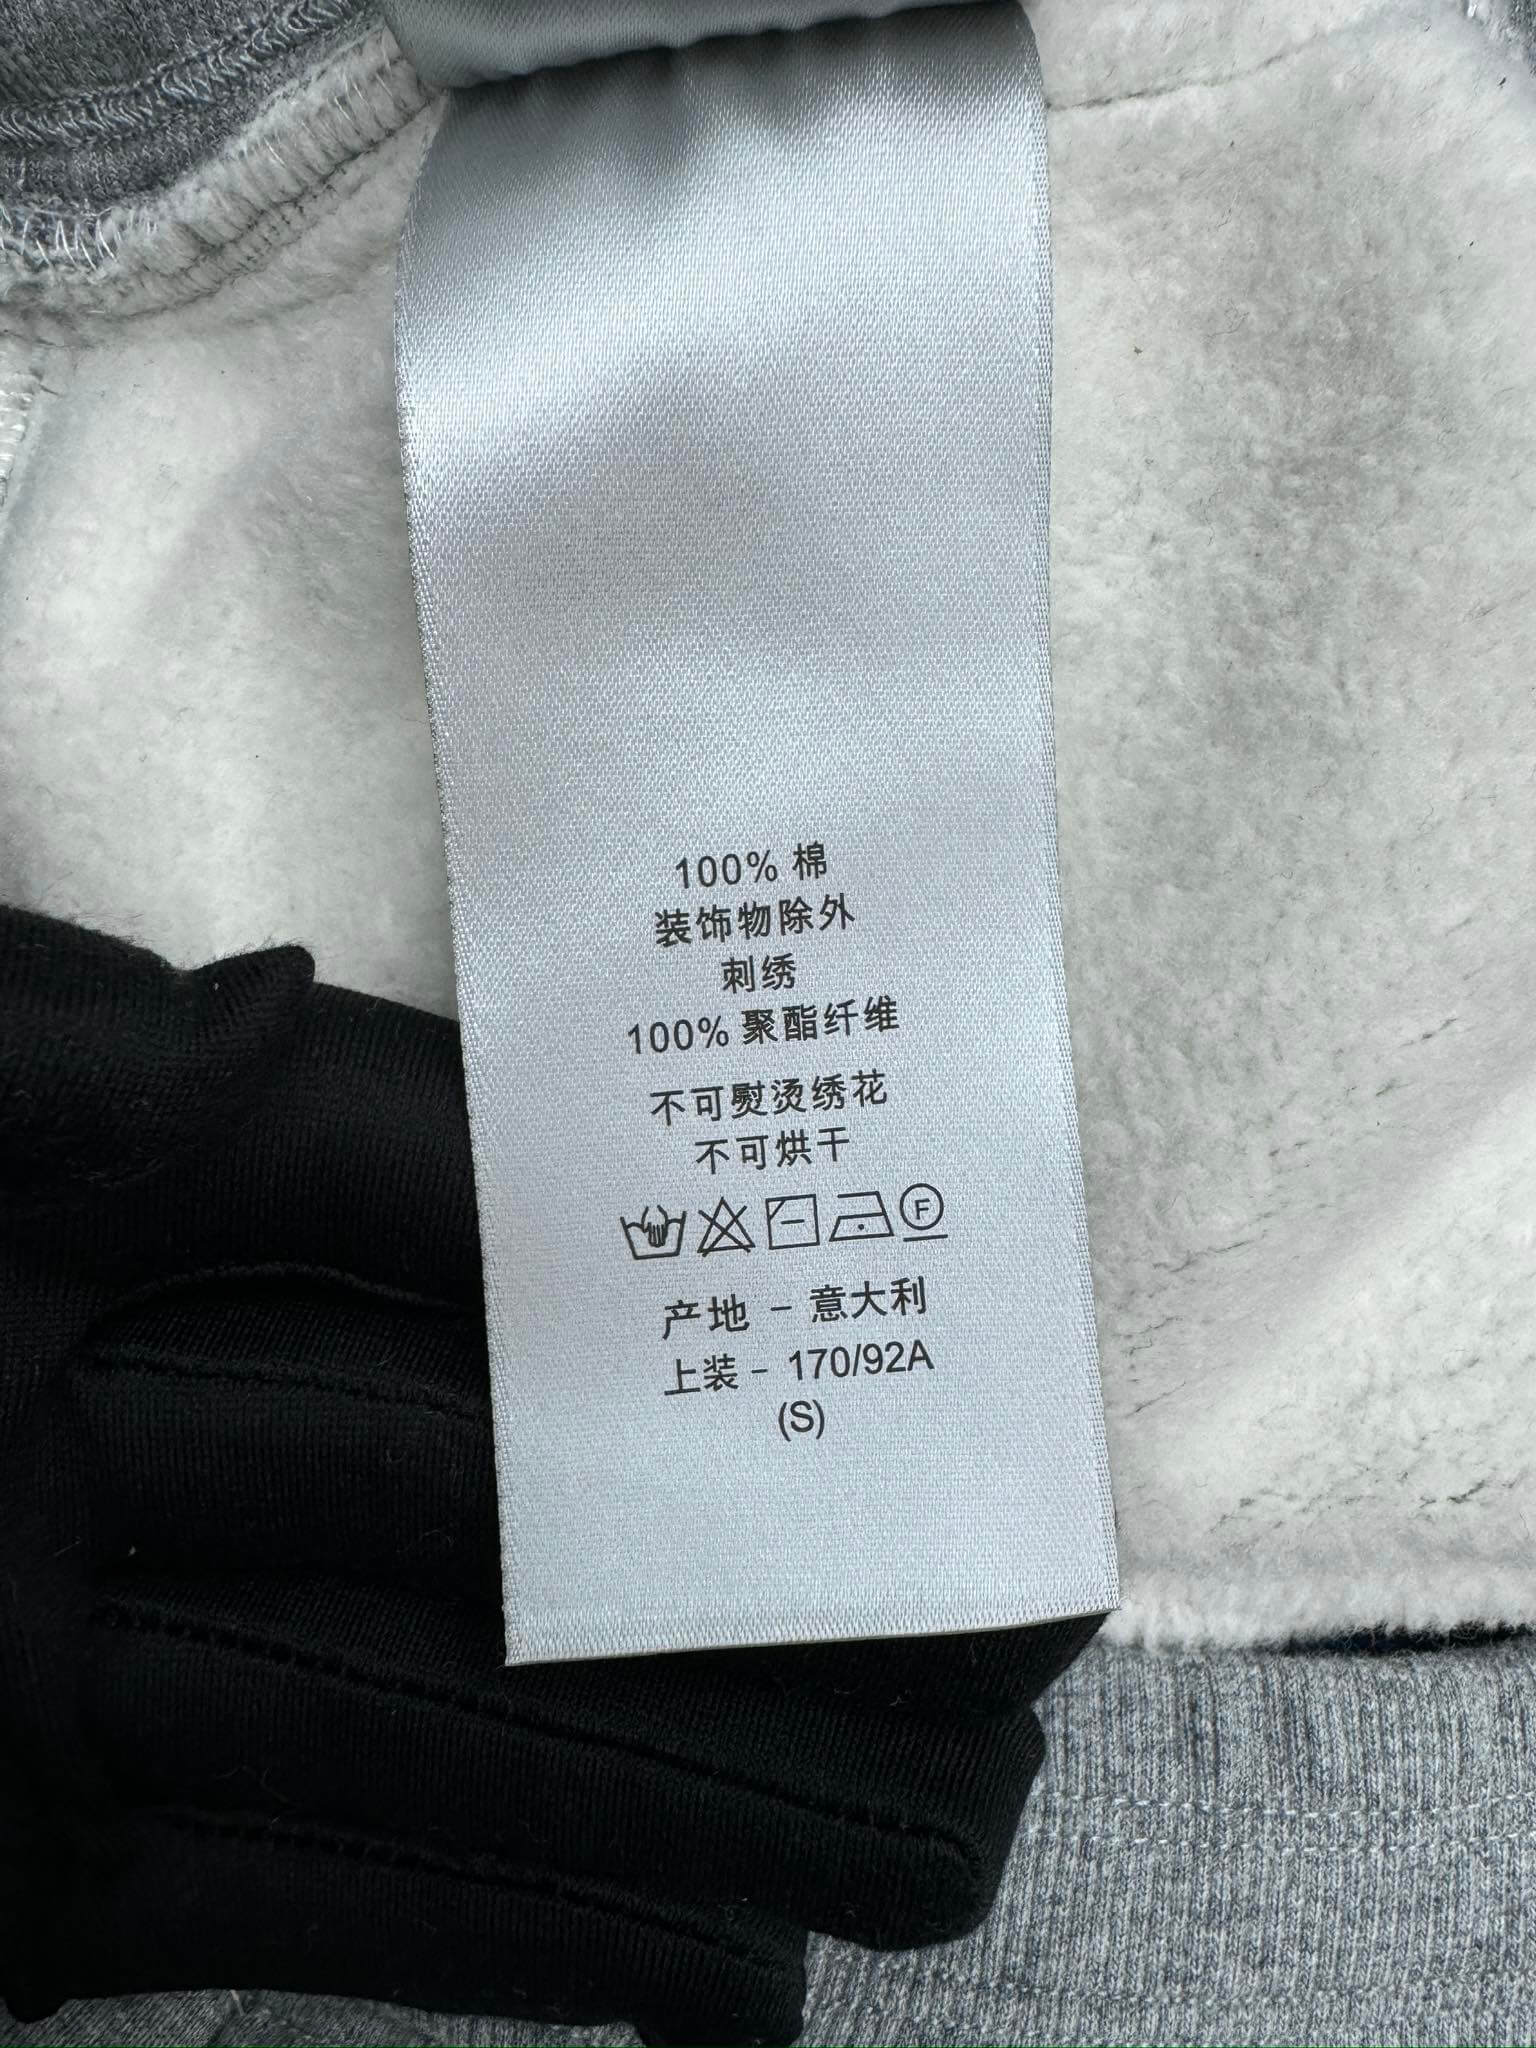 100% 棉
装饰物除外
刺绣
100% 聚酯纤维
不可熨烫绣花
不可烘干
F
产地 - 意大利
上装 - 170/92A
(S)